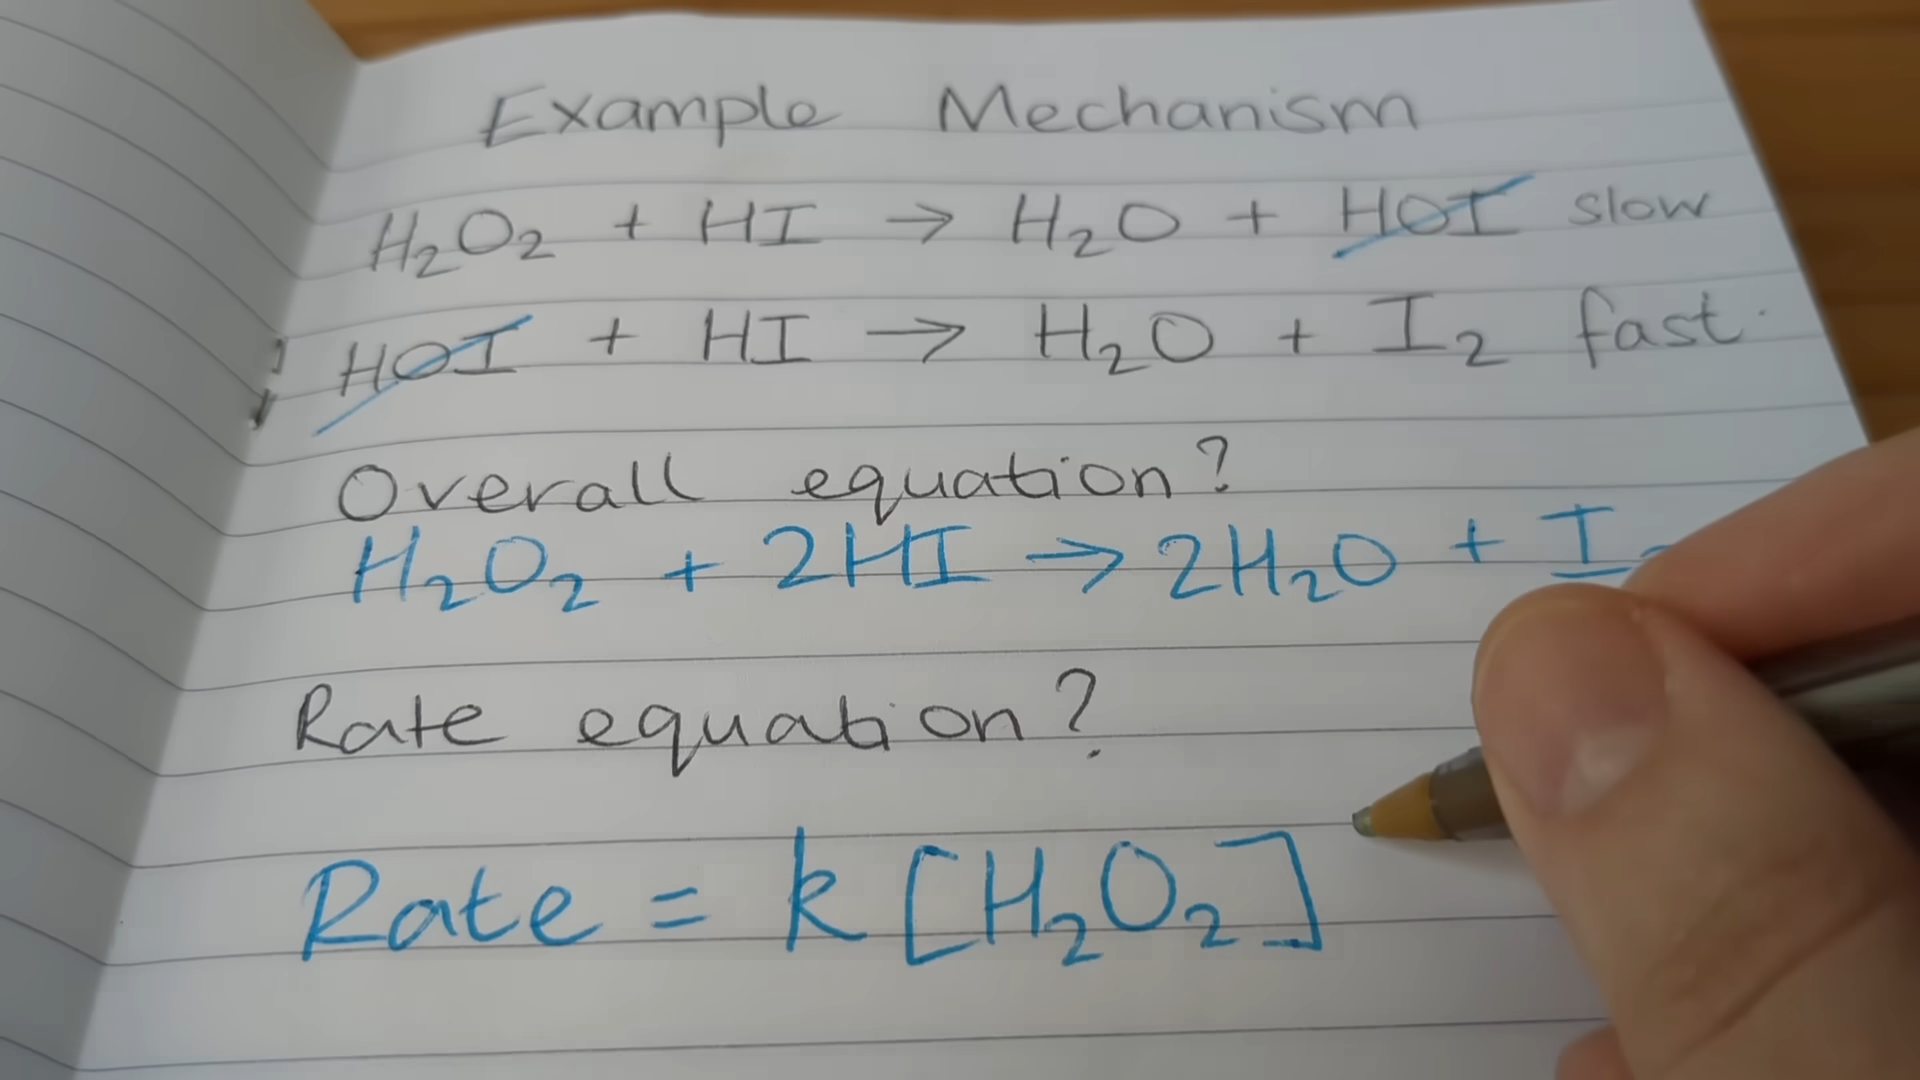 Example Mechanism
H₂O₂ + HI → H₂O + HOI slow
HOI + HI → H₂O + I₂ fast.
Overall equation?
H₂O₂ + 2HI → 2H₂O + I
Rate equation?
Rate = k [H₂O₂]